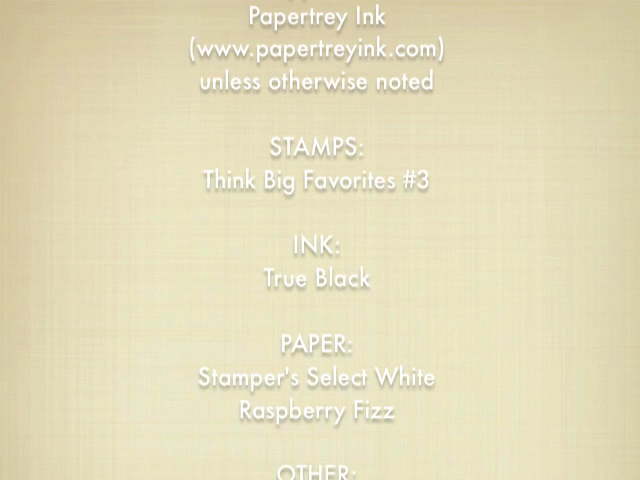 Papertrey Ink
(www.papertreyink.com)
unless otherwise noted
STAMPS:
Think Big Favorites #3
INK:
True Black
PAPER:
Stamper's Select White
Raspberry Fizz
OTHER: